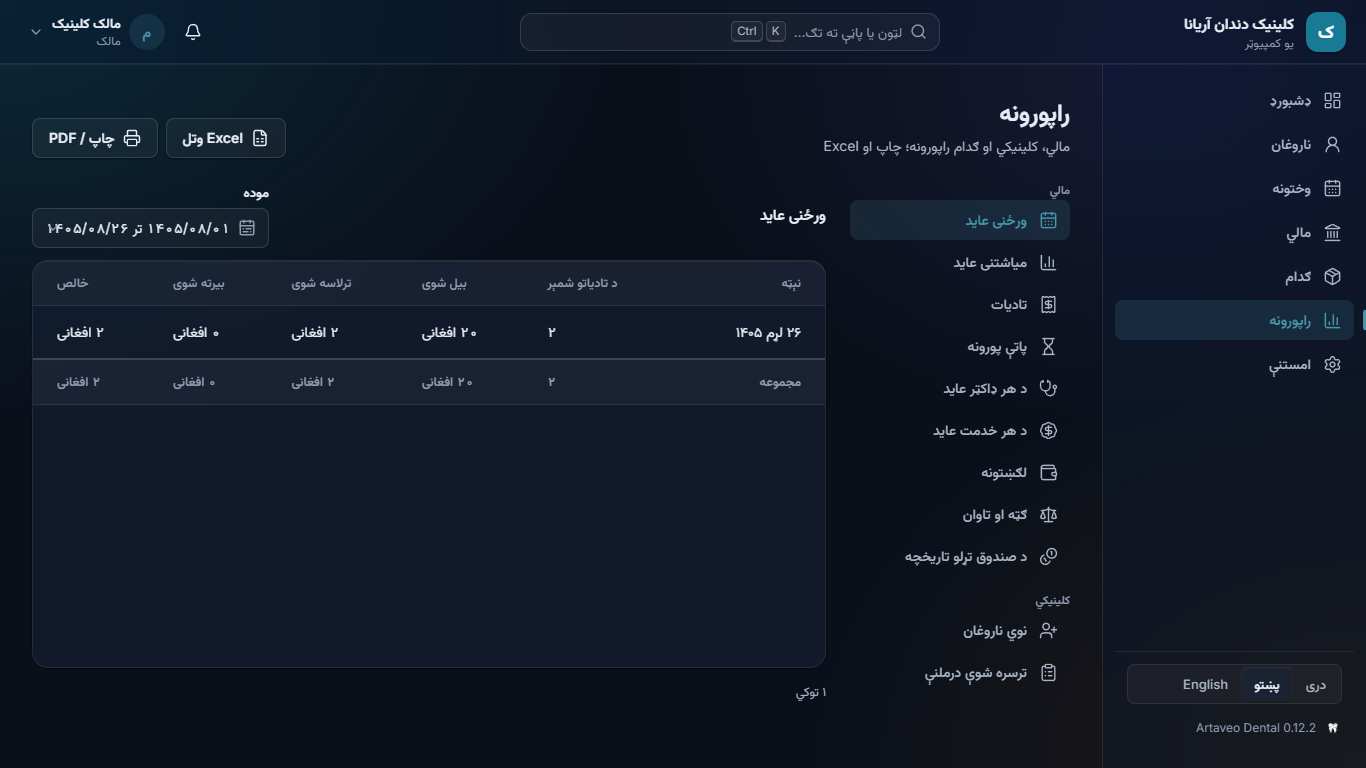 کلینیک دندان آریانا
یو کمپیوټر
ک
لټون یا پاڼې ته تګ...
Ctrl K
مالک کلینیک
مالک
م
ډشبورډ
ناروغان
وختونه
مالي
ګدام
راپورونه
امستنې
دری
پښتو
English
Artaveo Dental 0.12.2
راپورونه
مالي، کلینیکي او ګدام راپورونه؛ چاپ او Excel
Excel وتل
چاپ / PDF
مالي
ورځنی عاید
میاشتنی عاید
تادیات
پاتې پورونه
د هر ډاکټر عاید
د هر خدمت عاید
لګښتونه
ګټه او تاوان
د صندوق تړلو تاریخچه
کلینیکي
نوي ناروغان
ترسره شوې درملنې
ورځنی عاید
موده
۱۴۰۵/۰۸/۰۱ تر ۱۴۰۵/۰۸/۲۶
نېټه د تادیاتو شمېر بیل شوی ترلاسه شوی بیرته شوی خالص
۲۶ لړم ۱۴۰۵ ۲ ۲۰ افغانی ۲ افغانی ۰ افغانی ۲ افغانی
مجموعه ۲ ۲۰ افغانی ۲ افغانی ۰ افغانی ۲ افغانی
۱ توکي